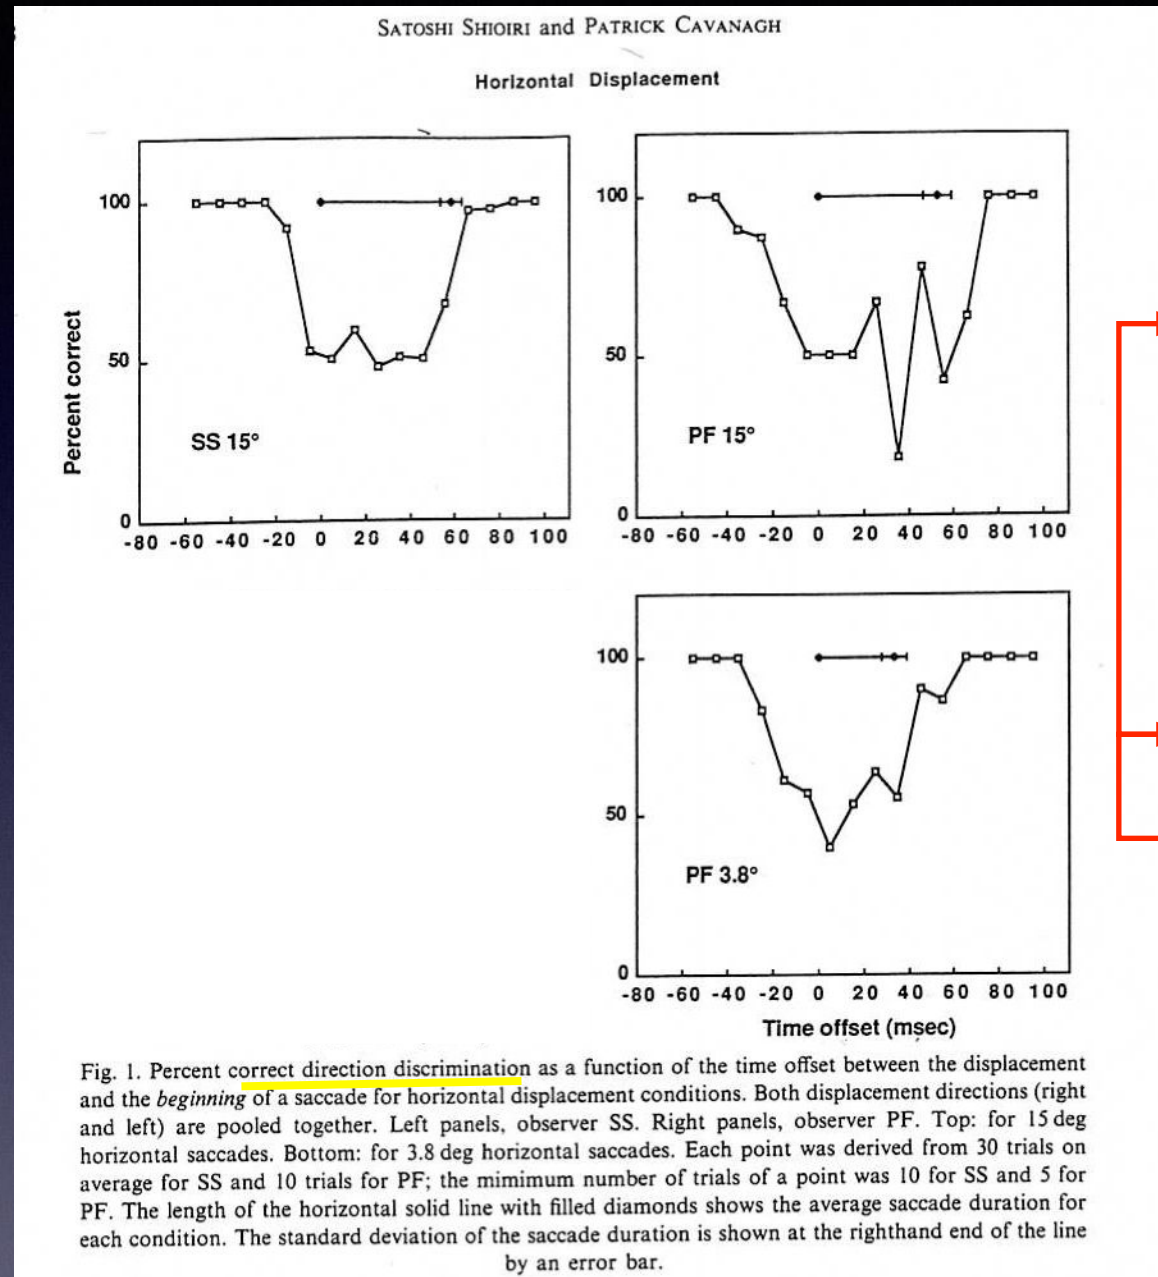 SATOSHI SHIOIRI and PATRICK CAVANAGH
Horizontal Displacement
100
50
0
Percent correct
SS 15°
-80 -60 -40 -20 0 20 40 60 80 100
100
50
0
PF 15°
-80 -60 -40 -20 0 20 40 60 80 100
100
50
0
PF 3.8°
-80 -60 -40 -20 0 20 40 60 80 100
Time offset (msec)
Fig. 1. Percent correct direction discrimination as a function of the time offset between the displacement
and the beginning of a saccade for horizontal displacement conditions. Both displacement directions (right
and left) are pooled together. Left panels, observer SS. Right panels, observer PF. Top: for 15 deg
horizontal saccades. Bottom: for 3.8 deg horizontal saccades. Each point was derived from 30 trials on
average for SS and 10 trials for PF; the mimimum number of trials of a point was 10 for SS and 5 for
PF. The length of the horizontal solid line with filled diamonds shows the average saccade duration for
each condition. The standard deviation of the saccade duration is shown at the righthand end of the line
by an error bar.